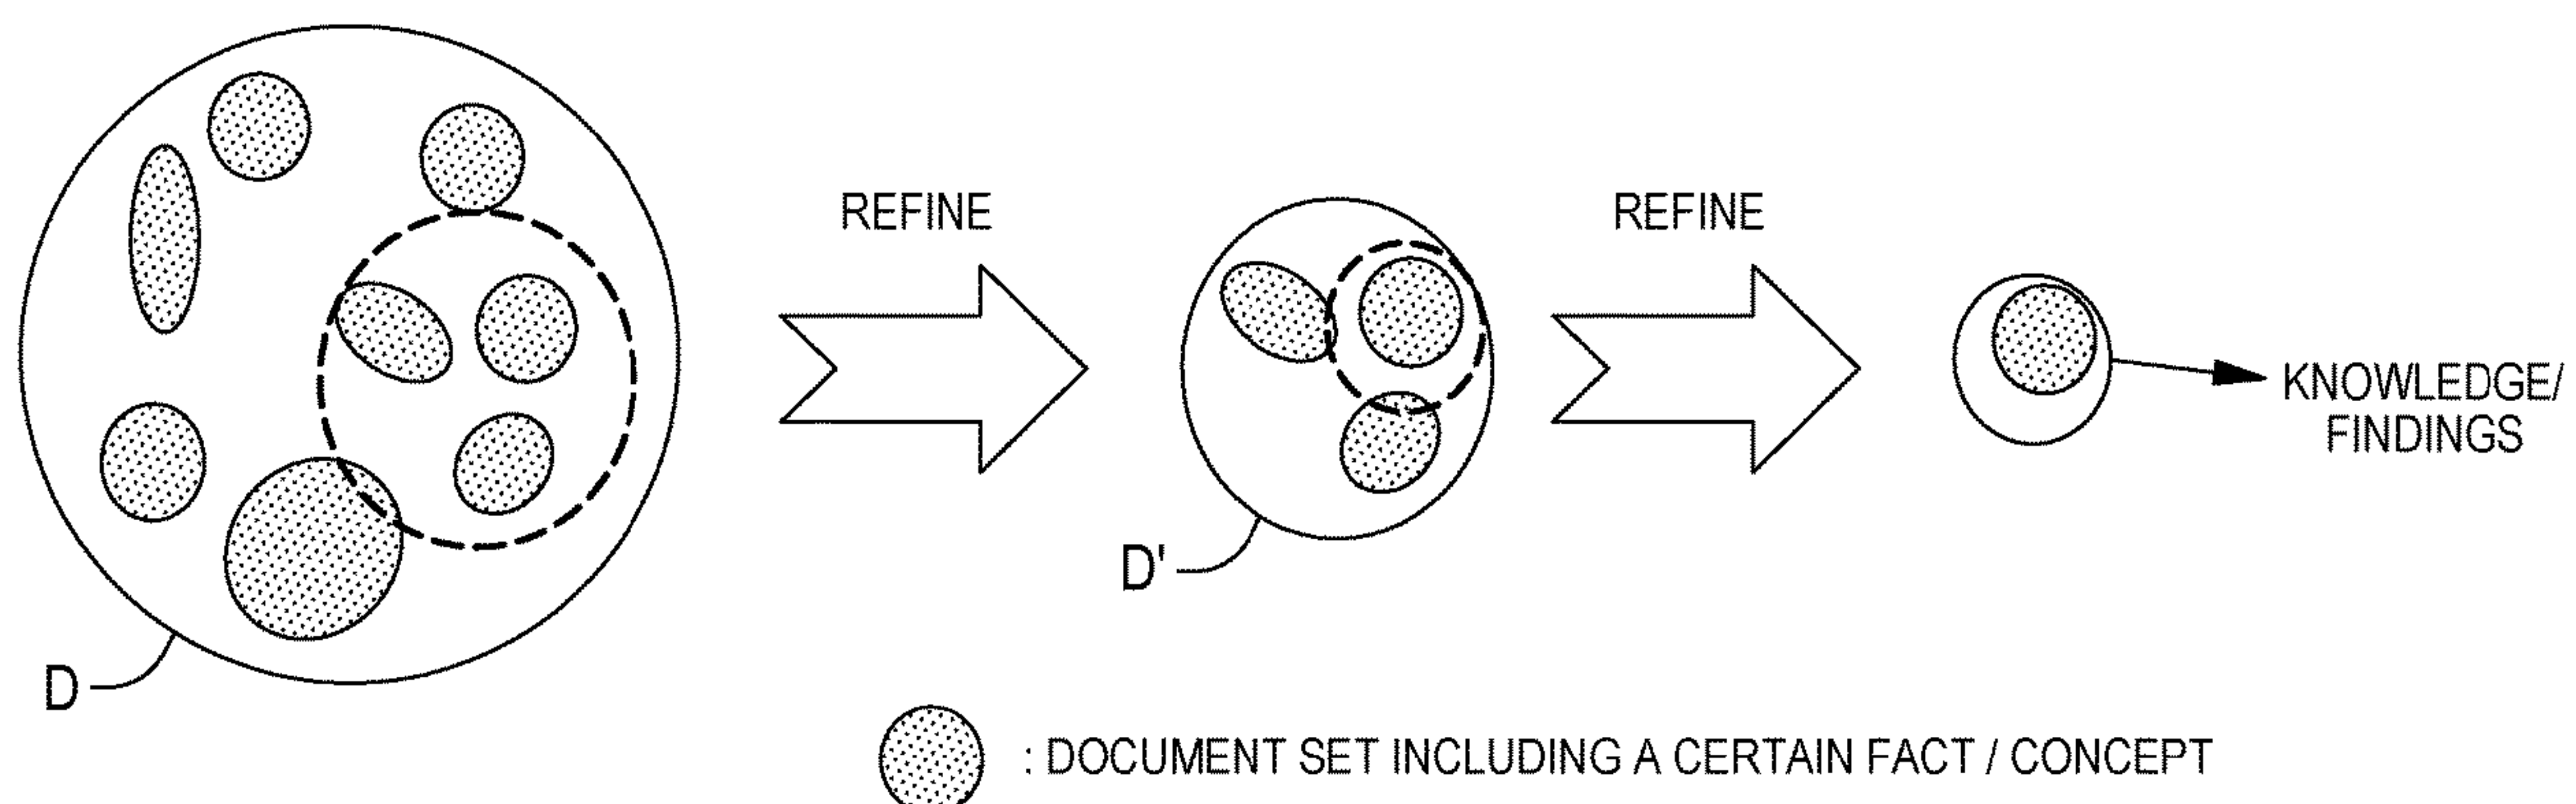 REFINE
REFINE
KNOWLEDGE/
FINDINGS
D'
D
: DOCUMENT SET INCLUDING A CERTAIN FACT / CONCEPT